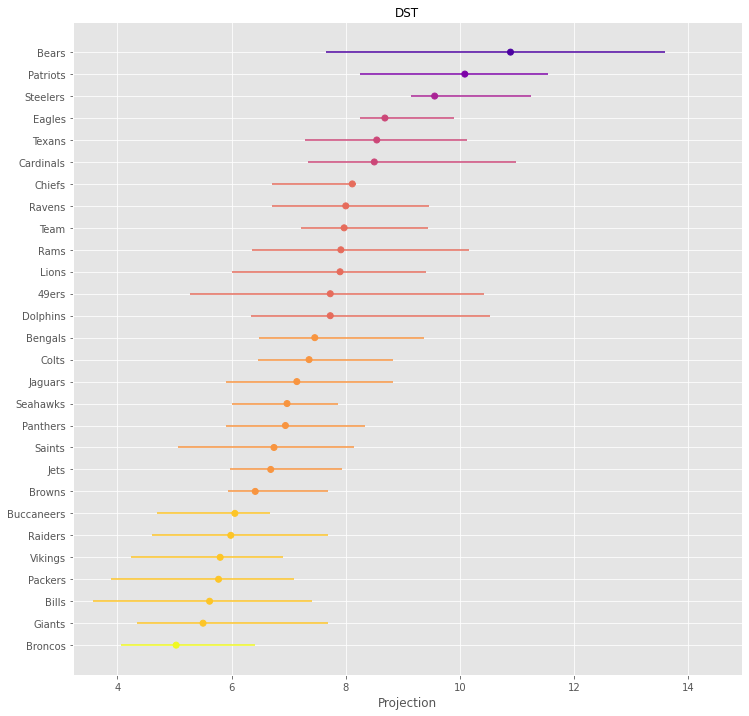 DST
Bears
Patriots
Steelers
Eagles
Texans
Cardinals
Chiefs
Ravens
Team
Rams
Lions
49ers
Dolphins
Bengals
Colts
Jaguars
Seahawks
Panthers
Saints
Jets
Browns
Buccaneers
Raiders
Vikings
Packers
Bills
Giants
Broncos
4 6 8 10 12 14
Projection